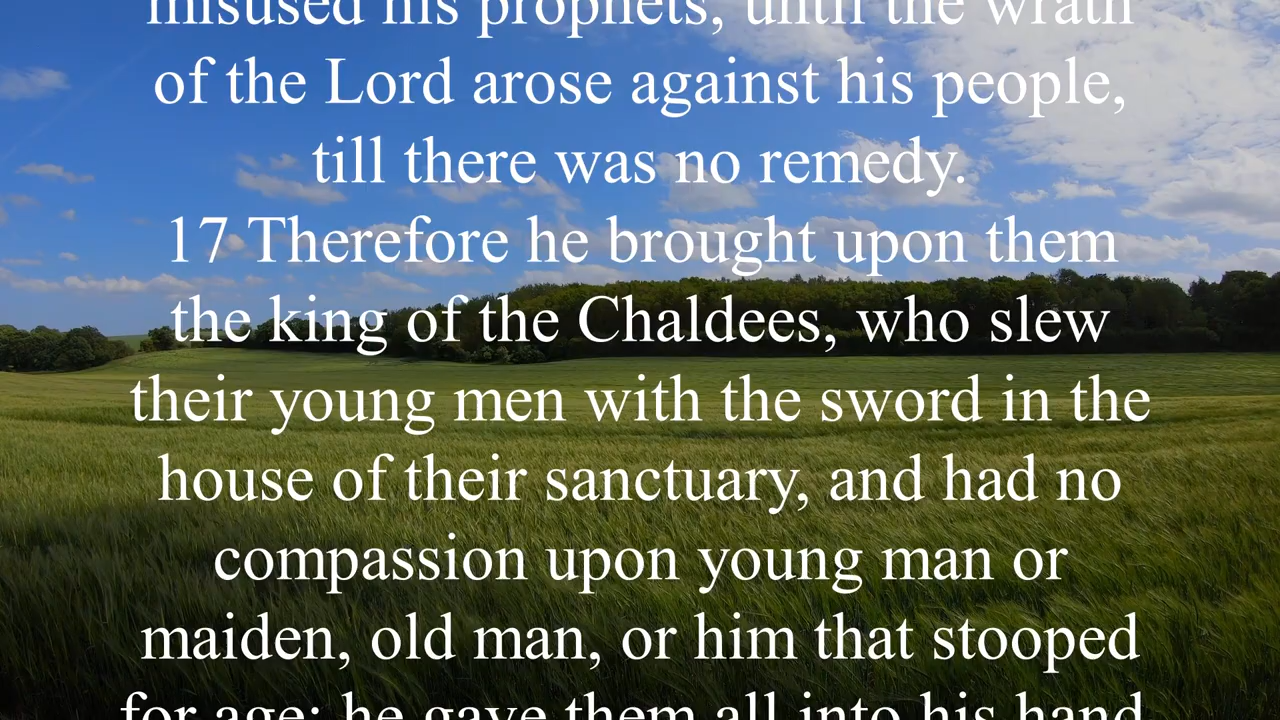 misused his prophets, until the wrath
of the Lord arose against his people,
till there was no remedy.
17 Therefore he brought upon them
the king of the Chaldees, who slew
their young men with the sword in the
house of their sanctuary, and had no
compassion upon young man or
maiden, old man, or him that stooped
for age: he gave them all into his hand